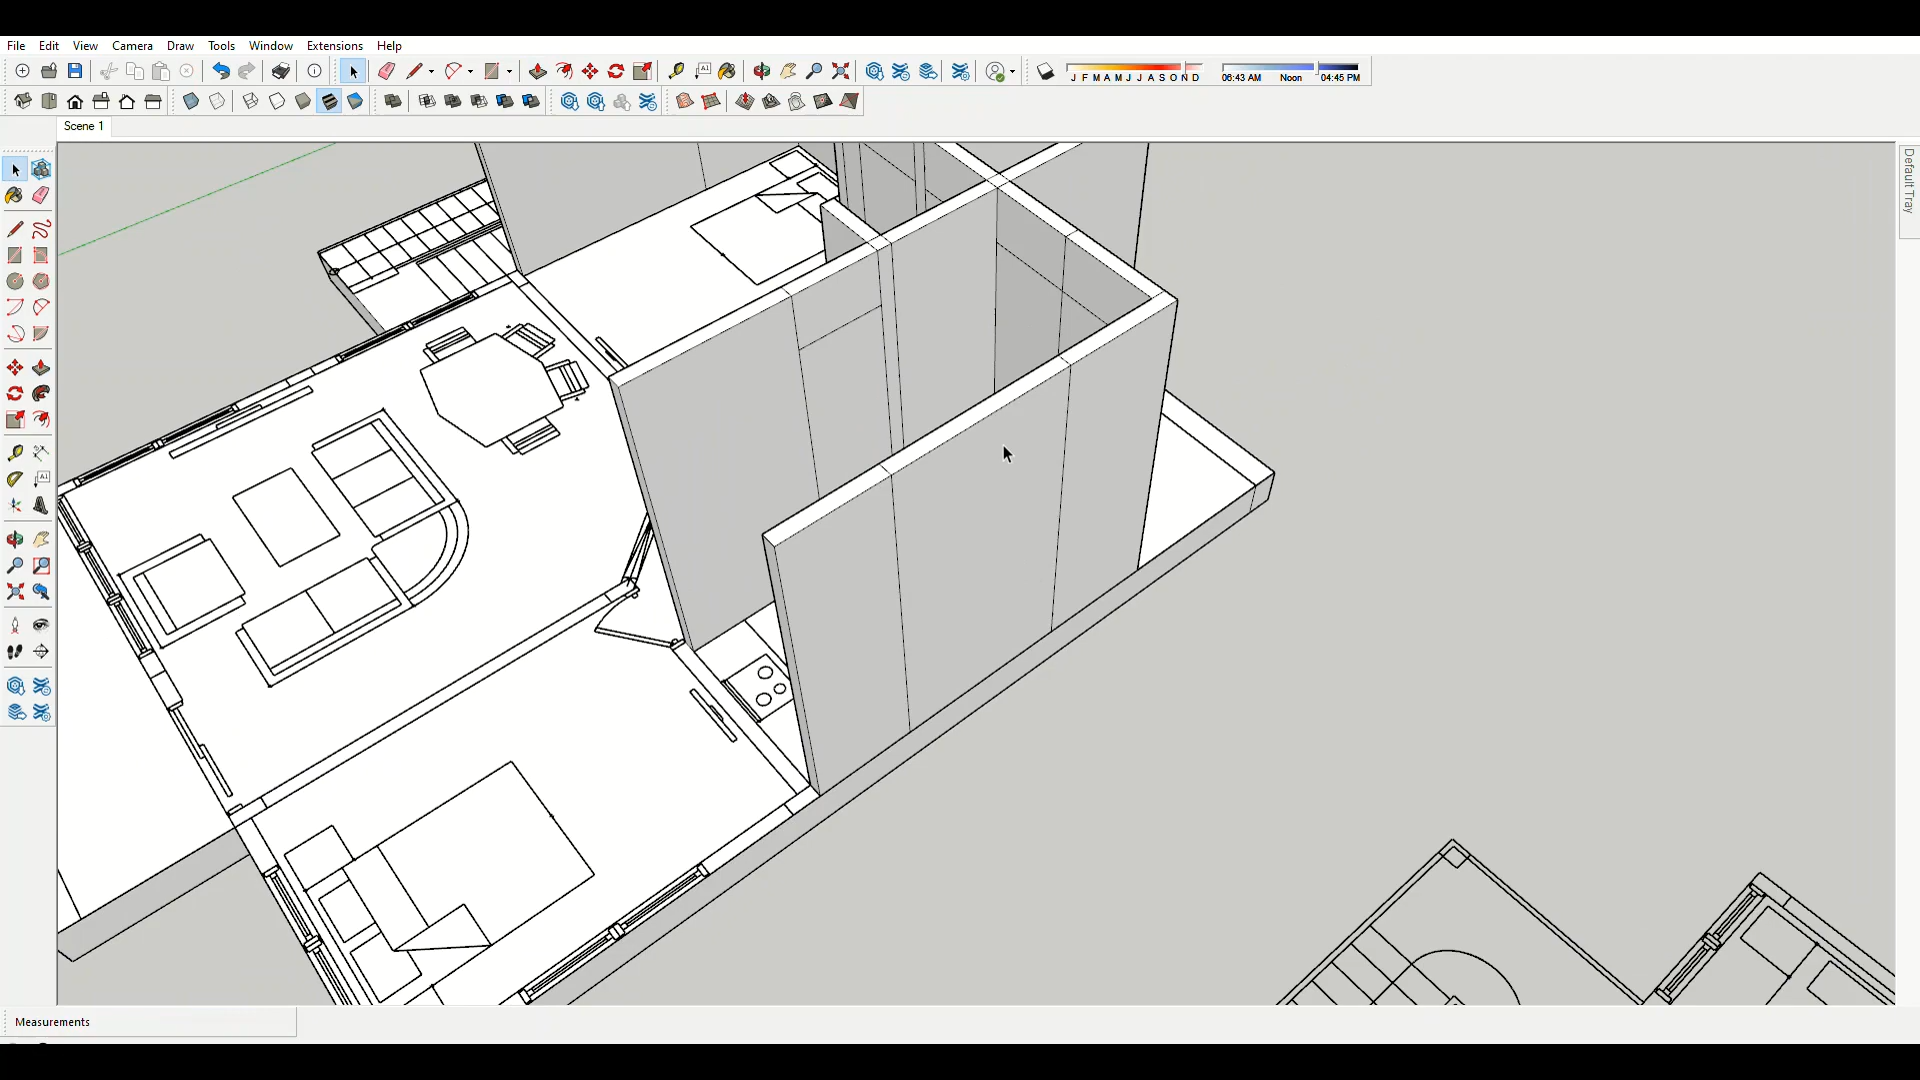 File Edit View Camera Draw Tools Window Extensions Help
J F M A M J J A S O N D 06:43 AM Noon 04:45 PM
Scene 1
Default Tray
Measurements